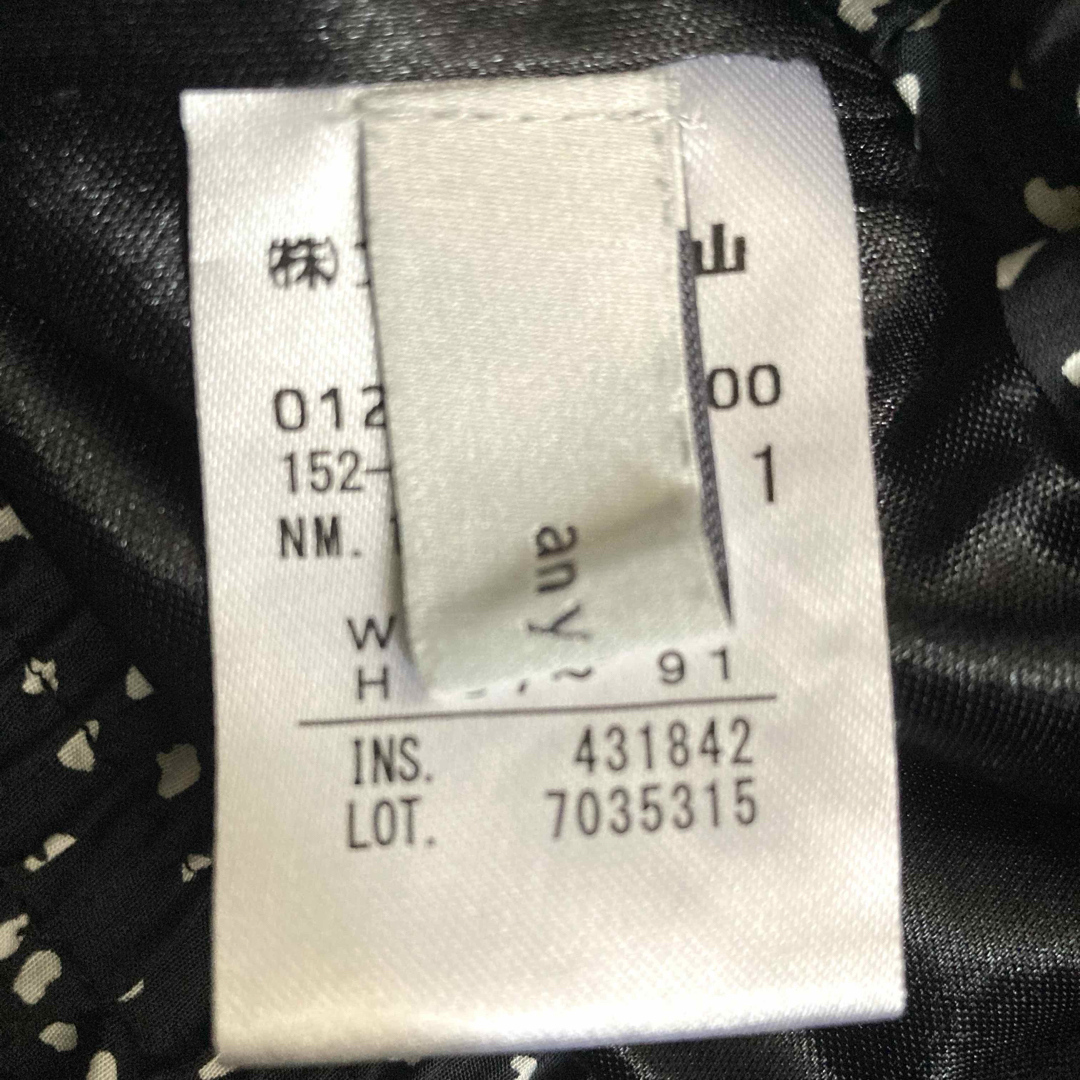 ㈱ 山
012 00
152- 1
NM.
W
H ~ 91
INS. 431842
LOT. 7035315
any